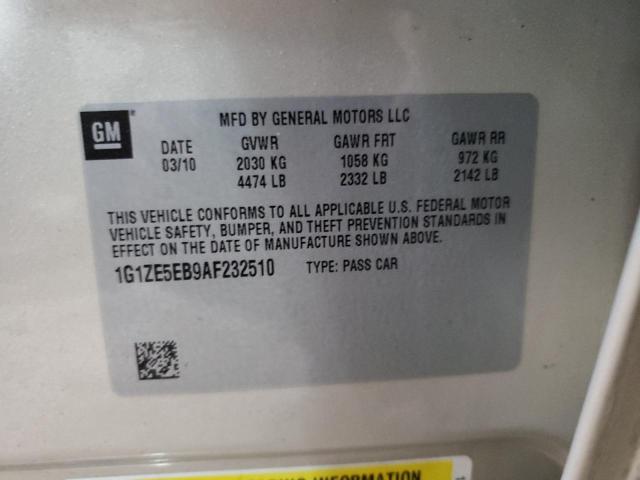 GM
MFD BY GENERAL MOTORS LLC
DATE GVWR GAWR FRT GAWR RR
03/10 2030 KG 1058 KG 972 KG
4474 LB 2332 LB 2142 LB
THIS VEHICLE CONFORMS TO ALL APPLICABLE U.S. FEDERAL MOTOR
VEHICLE SAFETY, BUMPER, AND THEFT PREVENTION STANDARDS IN
EFFECT ON THE DATE OF MANUFACTURE SHOWN ABOVE.
1G1ZE5EB9AF232510 TYPE: PASS CAR
INFORMATION